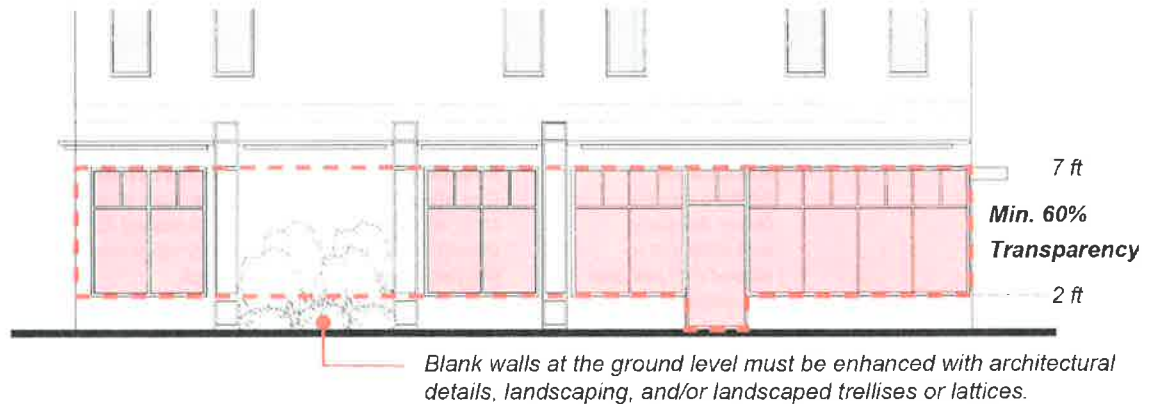 7 ft
Min. 60%
Transparency
2 ft
Blank walls at the ground level must be enhanced with architectural
details, landscaping, and/or landscaped trellises or lattices.